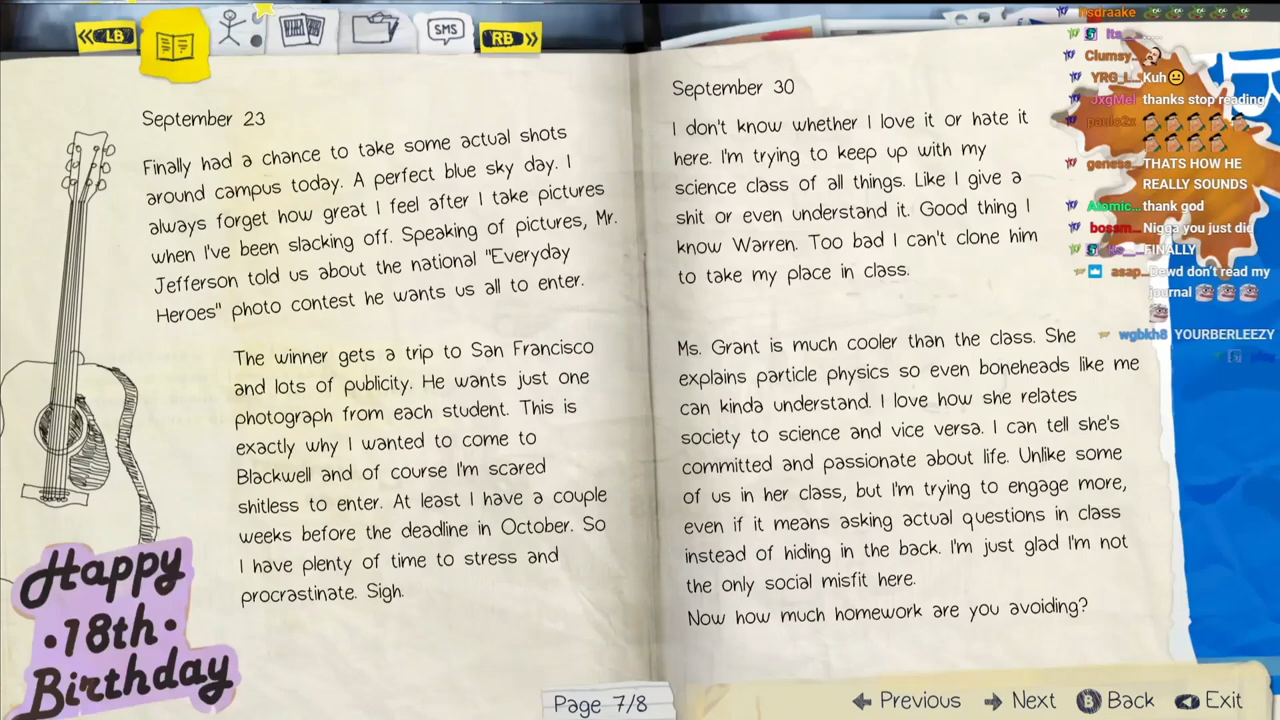 LB
SMS
RB
September 23
Finally had a chance to take some actual shots
around campus today. A perfect blue sky day. I
always forget how great I feel after I take pictures
when I've been slacking off. Speaking of pictures, Mr.
Jefferson told us about the national "Everyday
Heroes" photo contest he wants us all to enter.
The winner gets a trip to San Francisco
and lots of publicity. He wants just one
photograph from each student. This is
exactly why I wanted to come to
Blackwell and of course I'm scared
shitless to enter. At least I have a couple
weeks before the deadline in October. So
I have plenty of time to stress and
procrastinate. Sigh.
Happy
•18th•
Birthday
September 30
I don't know whether I love it or hate it
here. I'm trying to keep up with my
science class of all things. Like I give a
shit or even understand it. Good thing I
know Warren. Too bad I can't clone him
to take my place in class.
Ms. Grant is much cooler than the class. She
explains particle physics so even boneheads like me
can kinda understand. I love how she relates
society to science and vice versa. I can tell she's
committed and passionate about life. Unlike some
of us in her class, but I'm trying to engage more,
even if it means asking actual questions in class
instead of hiding in the back. I'm just glad I'm not
the only social misfit here.
Now how much homework are you avoiding?
Page 7/8
Previous
Next
B Back
Exit
itsdraake
its__......
Clumsy...
YRG_L... Kuh
JxgMel thanks stop reading
paulo2x
genesa... THATS HOW HE
REALLY SOUNDS
Atomic... thank god
bossm... Nigga you just did
FINALLY
asap... Dewd don't read my
journal
wgbkh8 YOURBERLEEZY